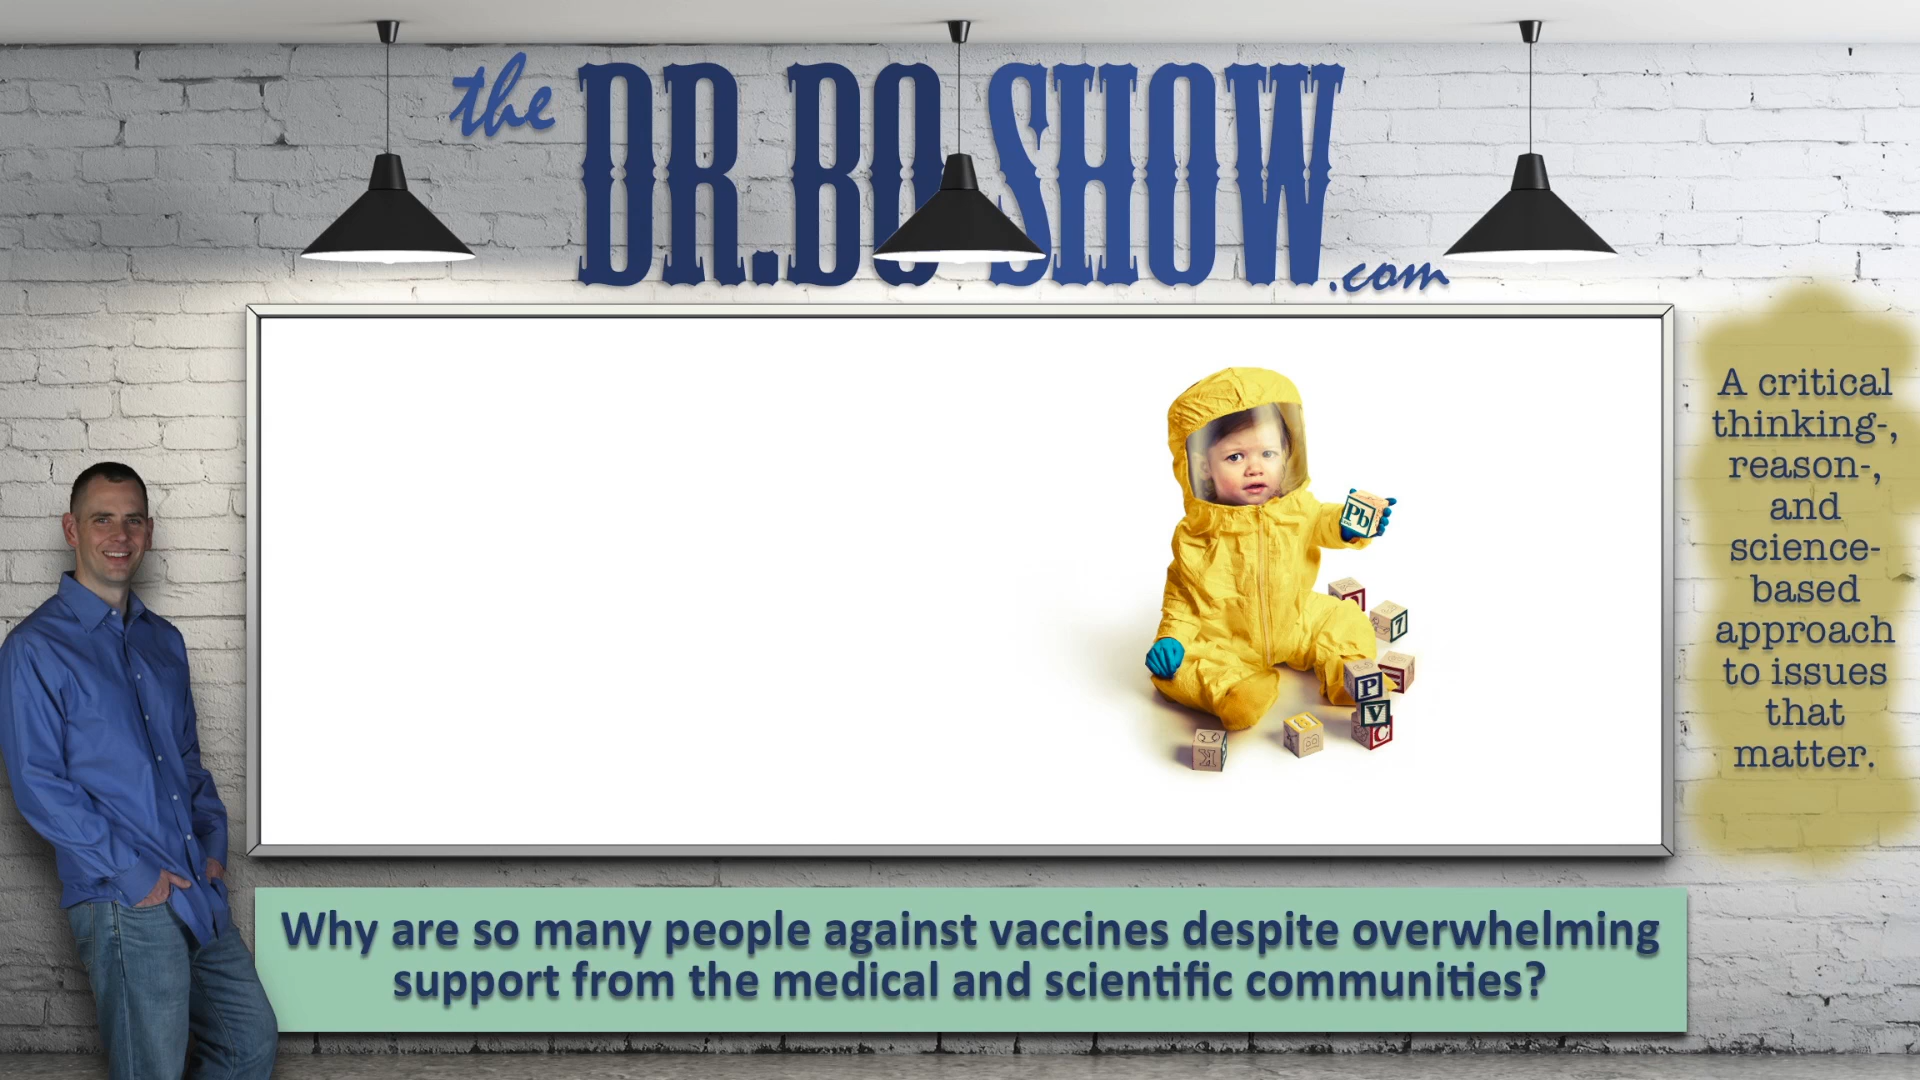 the DR.BO SHOW.com
A critical
thinking-,
reason-,
and
science-
based
approach
to issues
that
matter.
Pb
7
P
V
C
B
K
Why are so many people against vaccines despite overwhelming
support from the medical and scientific communities?